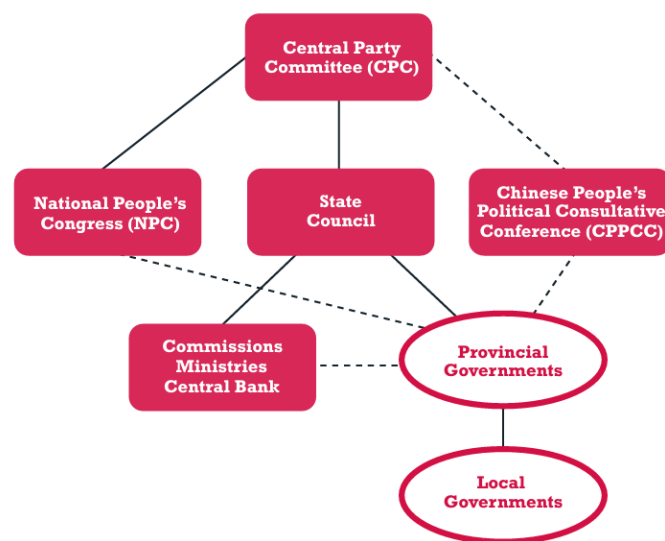 Central Party
Committee (CPC)
National People's
Congress (NPC)
State
Council
Chinese People's
Political Consultative
Conference (CPPCC)
Commissions
Ministries
Central Bank
Provincial
Governments
Local
Governments